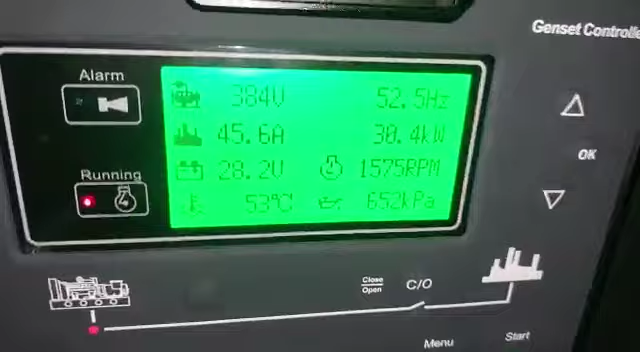 Genset Controlle
Alarm
384V 52.5Hz
45.6A 30.4kW
Running
28.2V 1575RPM
53°C 652kPa
OK
Close
Open
C/O
Menu
Start